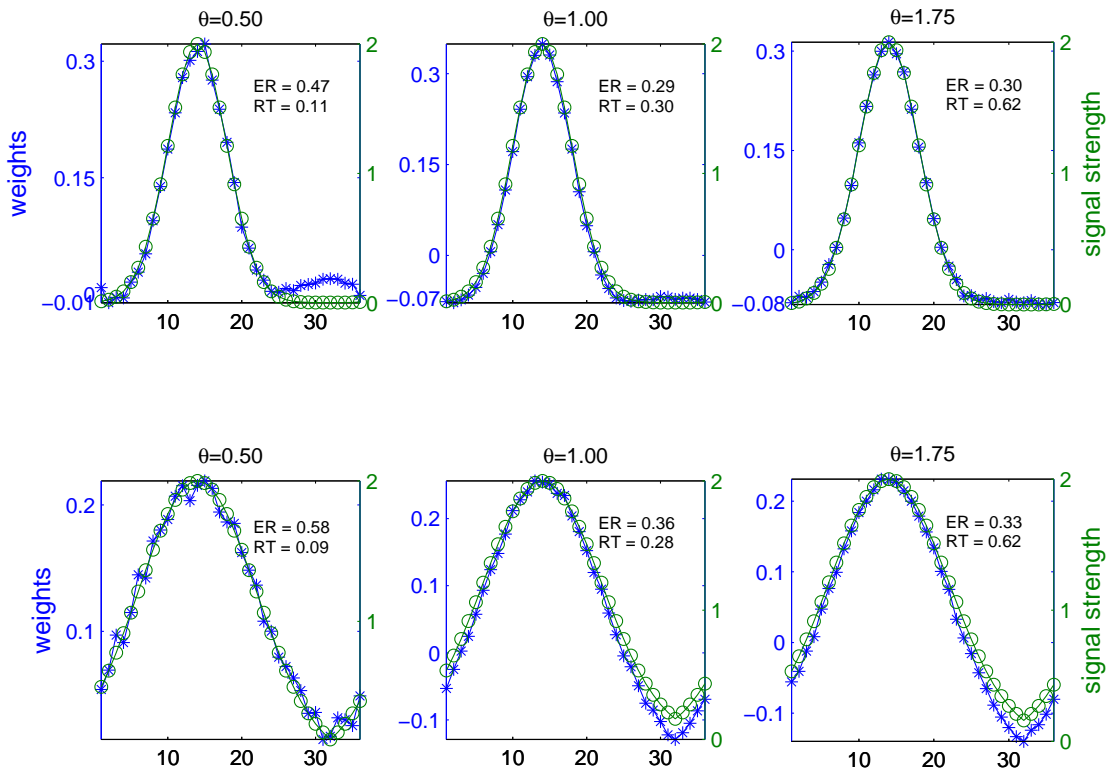 θ=0.50
θ=1.00
θ=1.75
ER = 0.47
RT = 0.11
ER = 0.29
RT = 0.30
ER = 0.30
RT = 0.62
weights
signal strength
0.3
0.15
0
−0.01
2
1
0
10
20
30
0.3
0.15
0
−0.07
2
1
0
10
20
30
0.3
0.15
0
−0.08
2
1
0
10
20
30
θ=0.50
θ=1.00
θ=1.75
ER = 0.58
RT = 0.09
ER = 0.36
RT = 0.28
ER = 0.33
RT = 0.62
weights
signal strength
0.2
0.1
2
1
0
10
20
30
0.2
0.1
0
−0.1
2
1
0
10
20
30
0.2
0.1
0
−0.1
2
1
0
10
20
30